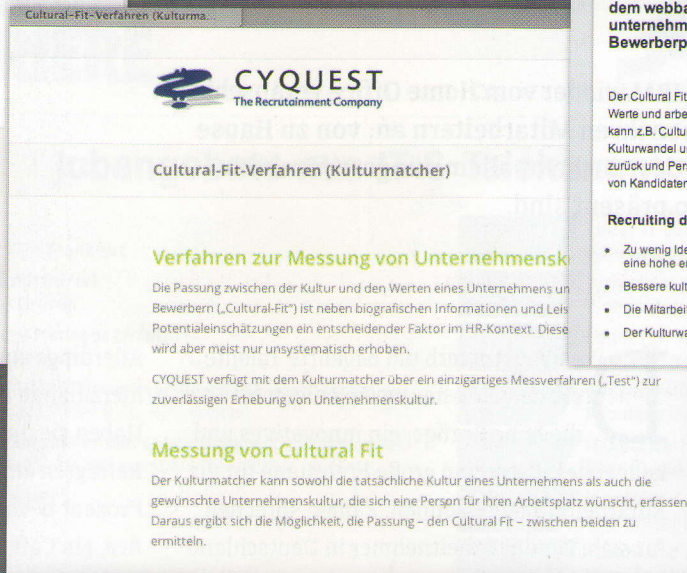 Cultural-Fit-Verfahren (Kulturma...
CYQUEST
The Recrutainment Company
Cultural-Fit-Verfahren (Kulturmatcher)
Verfahren zur Messung von Unternehmensk
Die Passung zwischen der Kultur und den Werten eines Unternehmens un
Bewerbern („Cultural-Fit") ist neben biografischen Informationen und Leis
Potentialeinschätzungen ein entscheidender Faktor im HR-Kontext. Diese
wird aber meist nur unsystematisch erhoben.
CYQUEST verfügt mit dem Kulturmatcher über ein einzigartiges Messverfahren („Test") zur
zuverlässigen Erhebung von Unternehmenskultur.
Messung von Cultural Fit
Der Kulturmatcher kann sowohl die tatsächliche Kultur eines Unternehmens als auch die
gewünschte Unternehmenskultur, die sich eine Person für ihren Arbeitsplatz wünscht, erfassen
Daraus ergibt sich die Möglichkeit, die Passung – den Cultural Fit – zwischen beiden zu
ermitteln.
dem webba
unternehm
Bewerberp
Der Cultural Fit
Werte und arbe
kann z.B. Cultu
Kulturwandel u
zurück und Per
von Kandidaten
Recruiting d
• Zu wenig Ide
eine hohe e
• Bessere kult
• Die Mitarbeit
• Der Kulturwa